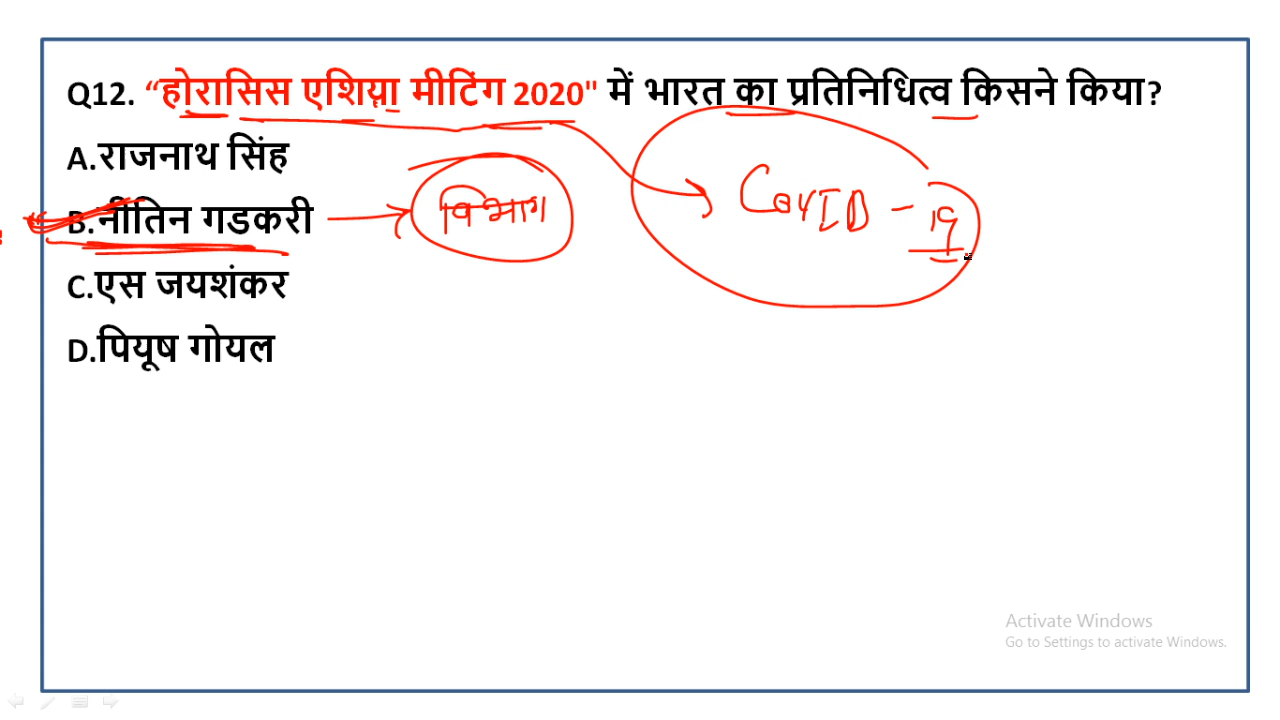 Q12. “होरासिस एशिया मीटिंग 2020" में भारत का प्रतिनिधित्व किसने किया?
A.राजनाथ सिंह
B.नीतिन गडकरी
विभाग
CovID - 19
C.एस जयशंकर
D.पियूष गोयल
Activate Windows
Go to Settings to activate Windows.